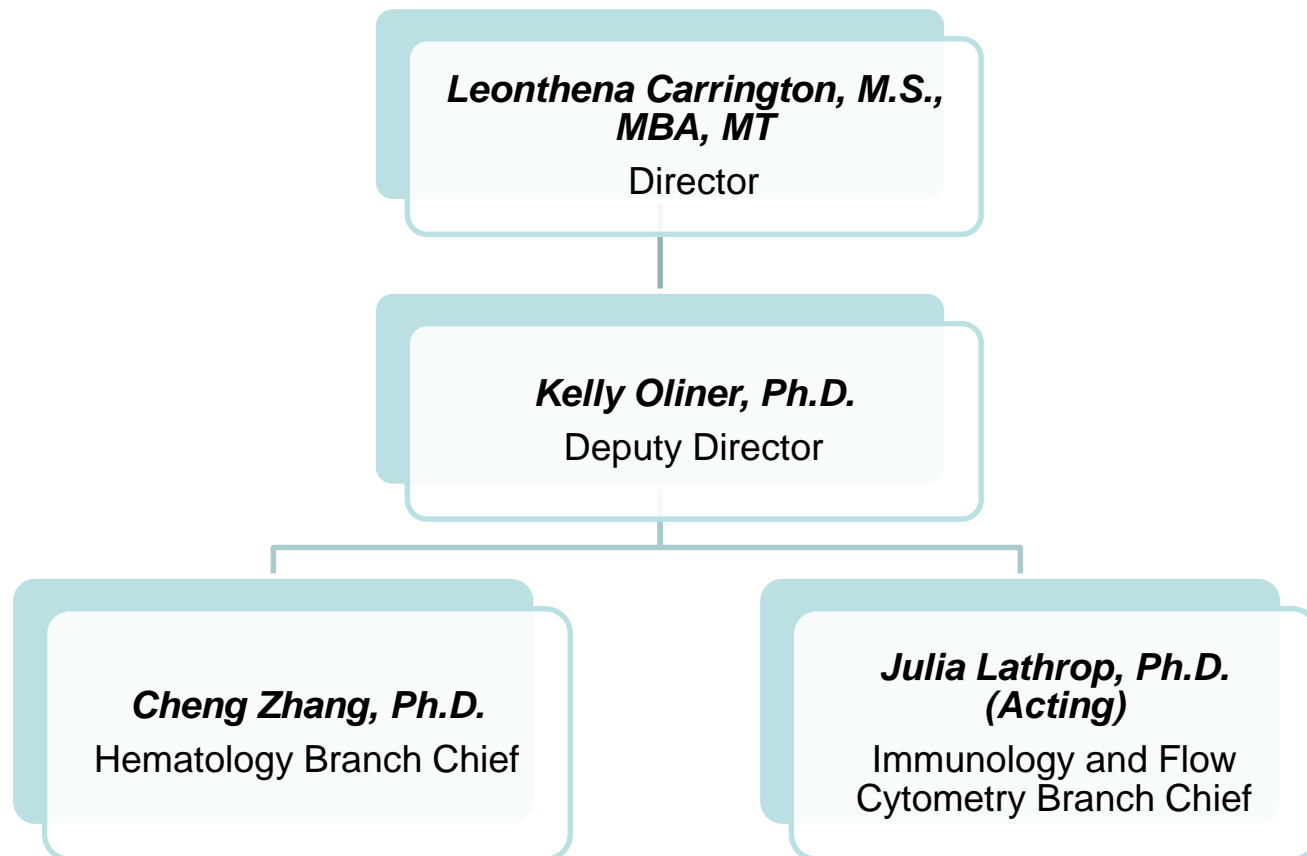 Leonthena Carrington, M.S.,
MBA, MT
Director
Kelly Oliner, Ph.D.
Deputy Director
Cheng Zhang, Ph.D.
Hematology Branch Chief
Julia Lathrop, Ph.D.
(Acting)
Immunology and Flow
Cytometry Branch Chief